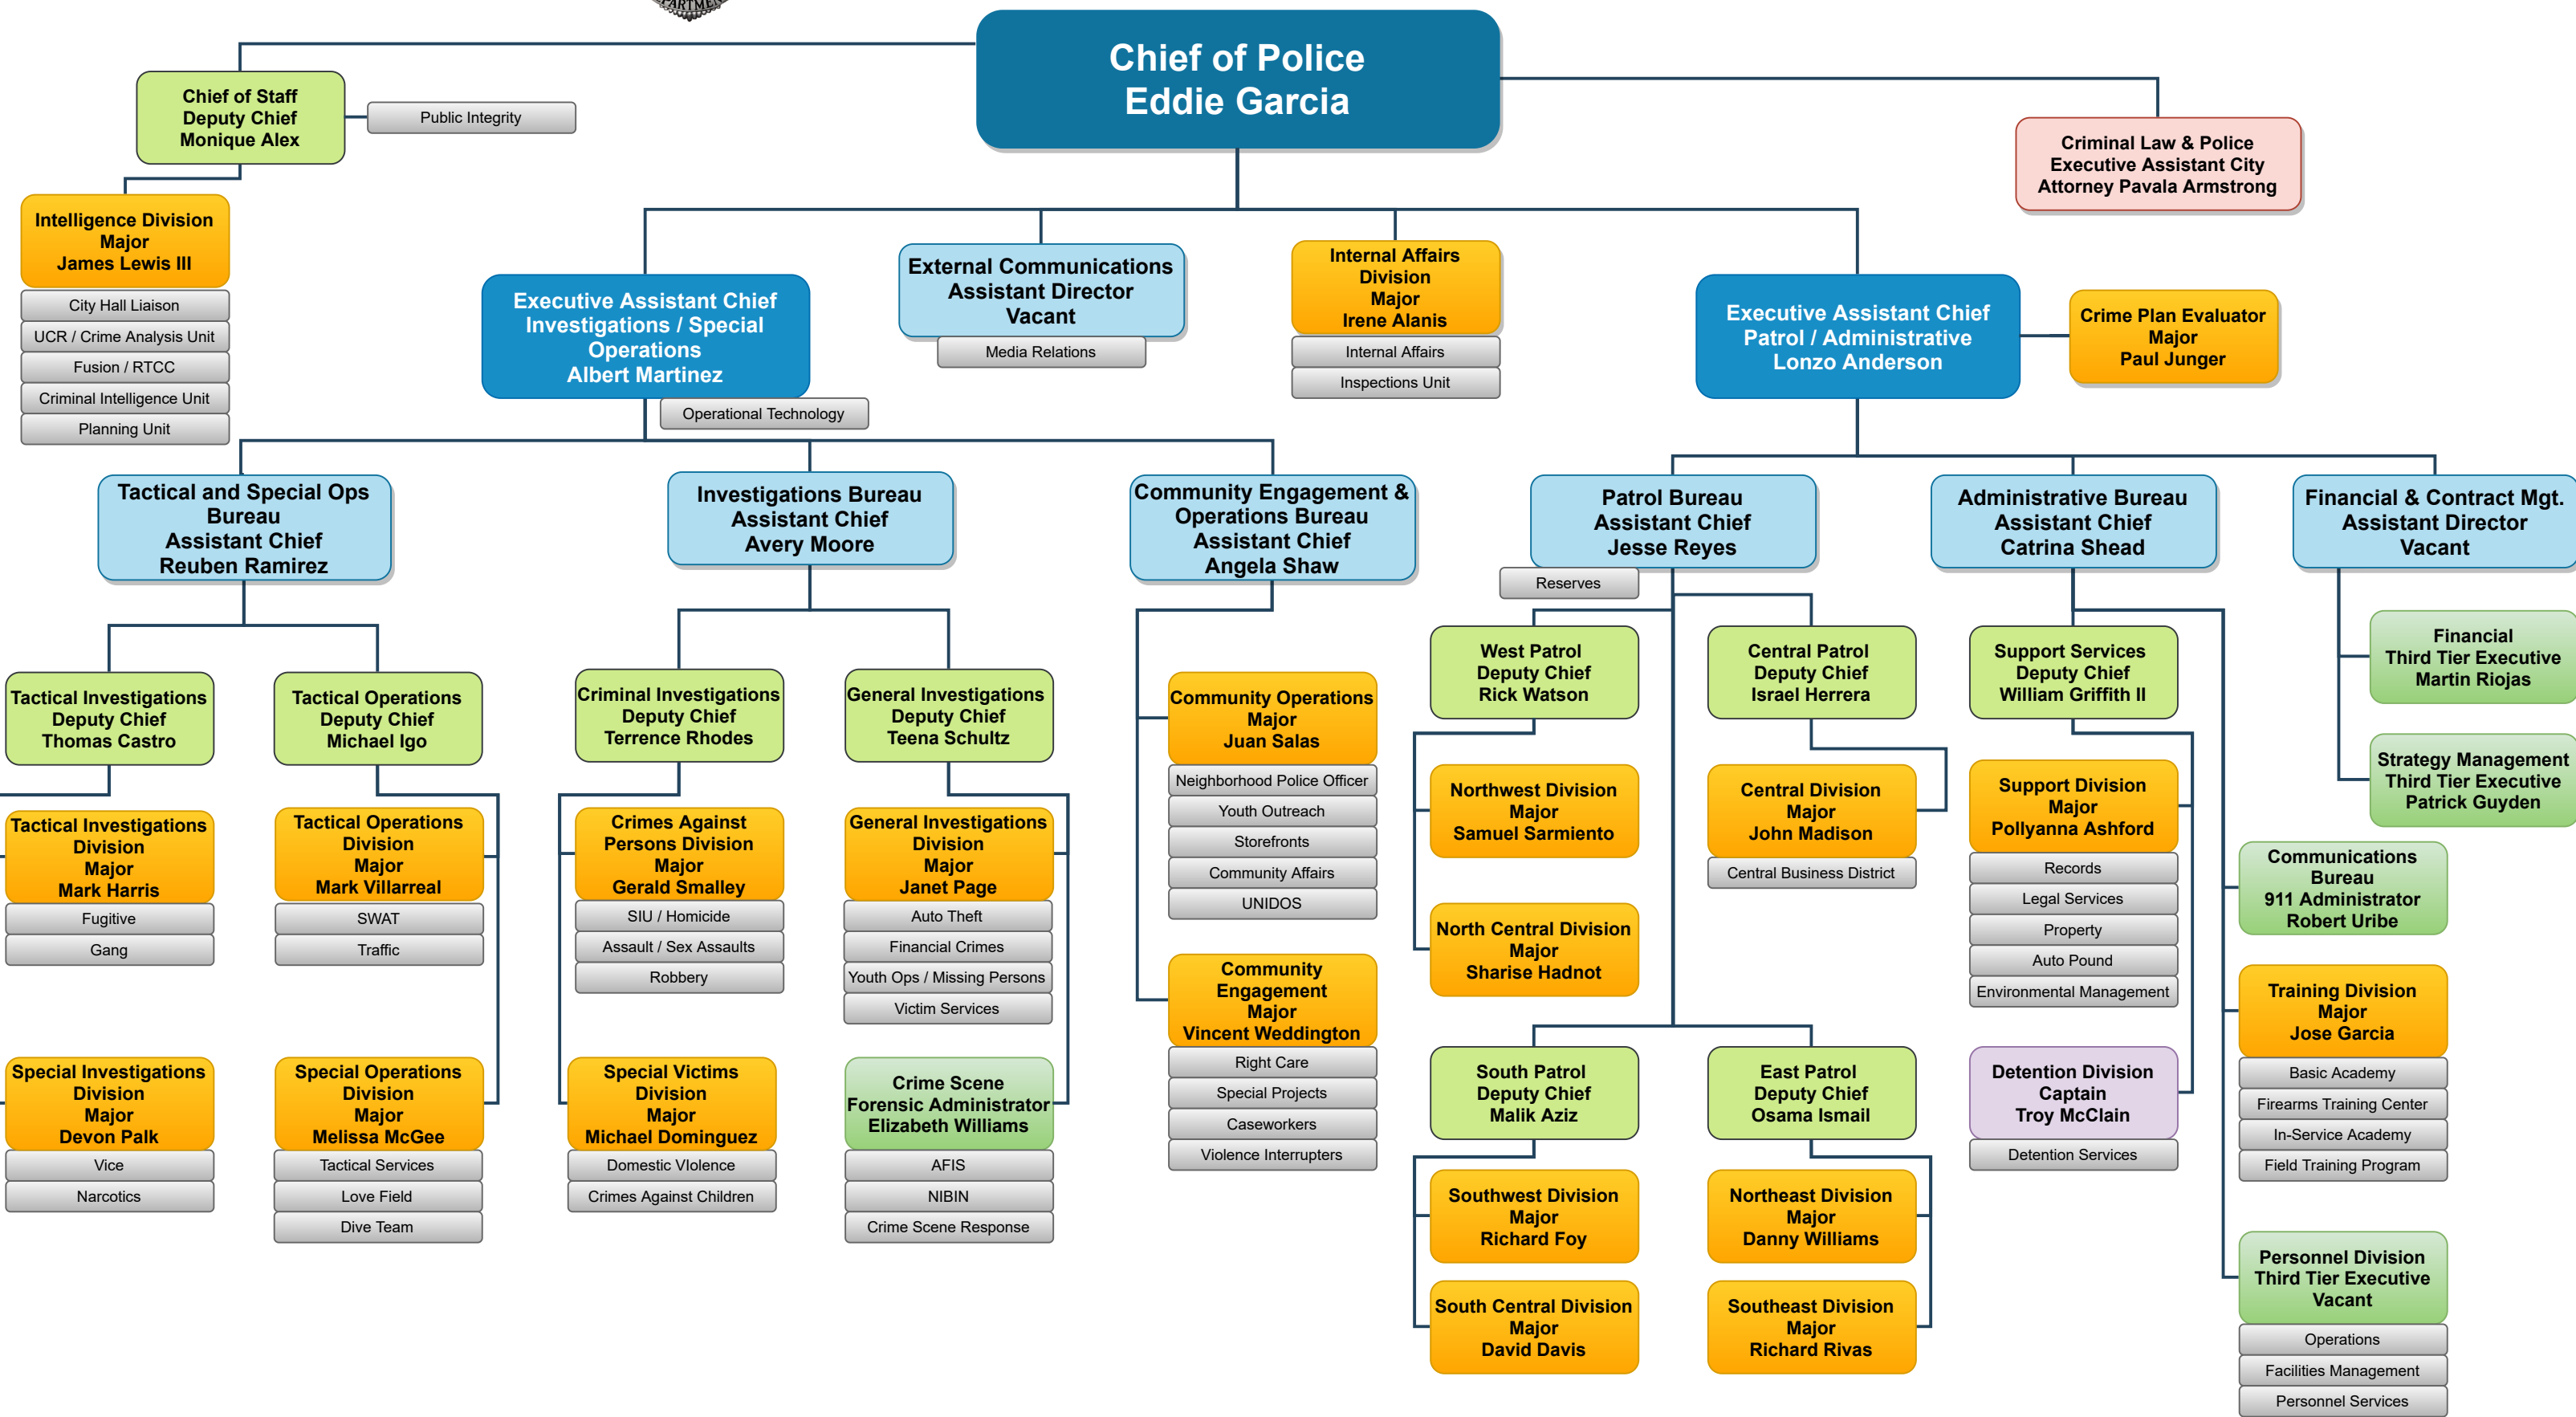 PARTMEN
Chief of Police
Eddie Garcia
Chief of Staff
Deputy Chief
Monique Alex
Public Integrity
Criminal Law & Police
Executive Assistant City
Attorney Pavala Armstrong
Intelligence Division
Major
James Lewis III
City Hall Liaison
UCR / Crime Analysis Unit
Fusion / RTCC
Criminal Intelligence Unit
Planning Unit
Executive Assistant Chief
Investigations / Special
Operations
Albert Martinez
Operational Technology
External Communications
Assistant Director
Vacant
Media Relations
Internal Affairs
Division
Major
Irene Alanis
Internal Affairs
Inspections Unit
Executive Assistant Chief
Patrol / Administrative
Lonzo Anderson
Crime Plan Evaluator
Major
Paul Junger
Tactical and Special Ops
Bureau
Assistant Chief
Reuben Ramirez
Investigations Bureau
Assistant Chief
Avery Moore
Community Engagement &
Operations Bureau
Assistant Chief
Angela Shaw
Patrol Bureau
Assistant Chief
Jesse Reyes
Reserves
Administrative Bureau
Assistant Chief
Catrina Shead
Financial & Contract Mgt.
Assistant Director
Vacant
Tactical Investigations
Deputy Chief
Thomas Castro
Tactical Investigations
Division
Major
Mark Harris
Fugitive
Gang
Special Investigations
Division
Major
Devon Palk
Vice
Narcotics
Tactical Operations
Deputy Chief
Michael Igo
Tactical Operations
Division
Major
Mark Villarreal
SWAT
Traffic
Special Operations
Division
Major
Melissa McGee
Tactical Services
Love Field
Dive Team
Criminal Investigations
Deputy Chief
Terrence Rhodes
Crimes Against
Persons Division
Major
Gerald Smalley
SIU / Homicide
Assault / Sex Assaults
Robbery
Special Victims
Division
Major
Michael Dominguez
Domestic VIolence
Crimes Against Children
General Investigations
Deputy Chief
Teena Schultz
General Investigations
Division
Major
Janet Page
Auto Theft
Financial Crimes
Youth Ops / Missing Persons
Victim Services
Crime Scene
Forensic Administrator
Elizabeth Williams
AFIS
NIBIN
Crime Scene Response
Community Operations
Major
Juan Salas
Neighborhood Police Officer
Youth Outreach
Storefronts
Community Affairs
UNIDOS
Community
Engagement
Major
Vincent Weddington
Right Care
Special Projects
Caseworkers
Violence Interrupters
West Patrol
Deputy Chief
Rick Watson
Northwest Division
Major
Samuel Sarmiento
North Central Division
Major
Sharise Hadnot
Central Patrol
Deputy Chief
Israel Herrera
Central Division
Major
John Madison
Central Business District
South Patrol
Deputy Chief
Malik Aziz
Southwest Division
Major
Richard Foy
South Central Division
Major
David Davis
East Patrol
Deputy Chief
Osama Ismail
Northeast Division
Major
Danny Williams
Southeast Division
Major
Richard Rivas
Support Services
Deputy Chief
William Griffith II
Support Division
Major
Pollyanna Ashford
Records
Legal Services
Property
Auto Pound
Environmental Management
Detention Division
Captain
Troy McClain
Detention Services
Financial
Third Tier Executive
Martin Riojas
Strategy Management
Third Tier Executive
Patrick Guyden
Communications
Bureau
911 Administrator
Robert Uribe
Training Division
Major
Jose Garcia
Basic Academy
Firearms Training Center
In-Service Academy
Field Training Program
Personnel Division
Third Tier Executive
Vacant
Operations
Facilities Management
Personnel Services